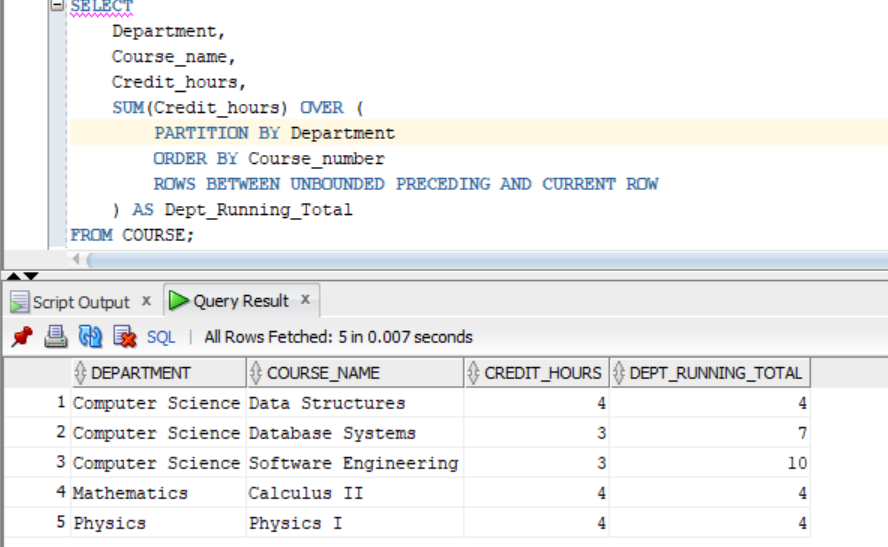 SELECT
Department,
Course_name,
Credit_hours,
SUM(Credit_hours) OVER (
PARTITION BY Department
ORDER BY Course_number
ROWS BETWEEN UNBOUNDED PRECEDING AND CURRENT ROW
) AS Dept_Running_Total
FROM COURSE;
Script Output x Query Result x
SQL | All Rows Fetched: 5 in 0.007 seconds
DEPARTMENT COURSE_NAME CREDIT_HOURS DEPT_RUNNING_TOTAL
1 Computer Science Data Structures 4 4
2 Computer Science Database Systems 3 7
3 Computer Science Software Engineering 3 10
4 Mathematics Calculus II 4 4
5 Physics Physics I 4 4